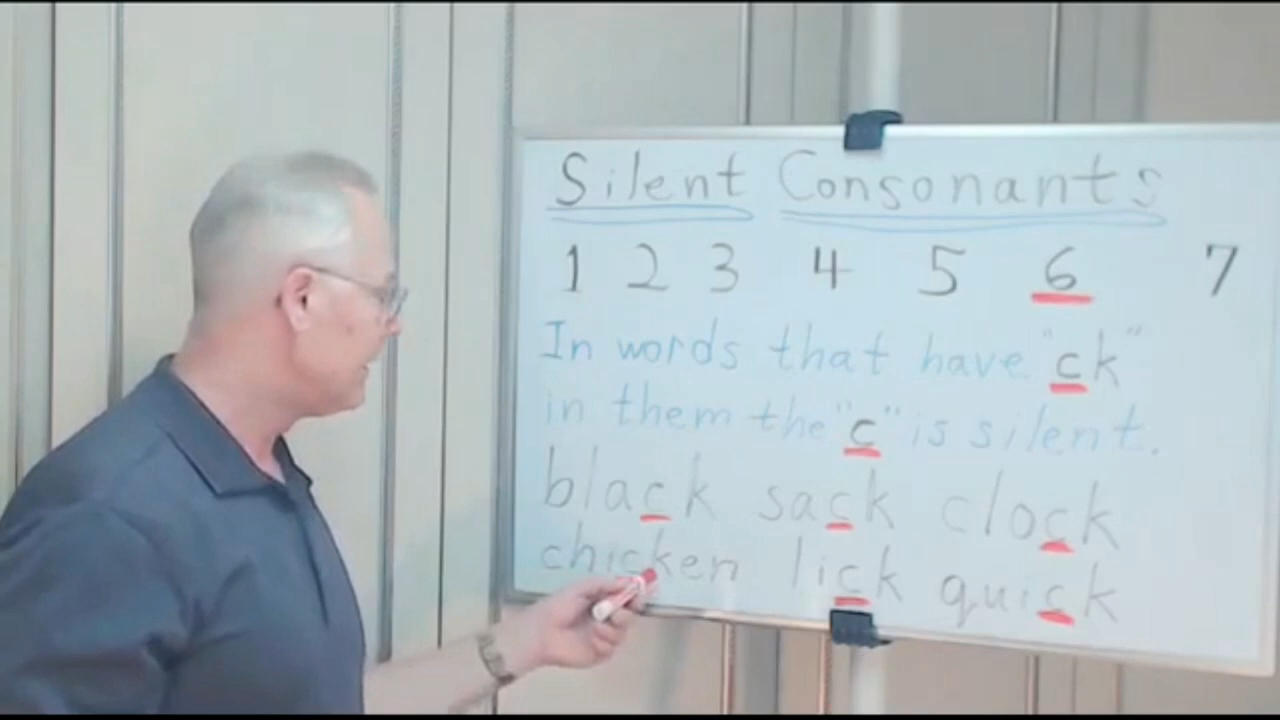 Silent Consonants
1 2 3 4 5 6 7
In words that have "ck"
in them the "c" is silent.
black sack clock
chicken lick quick